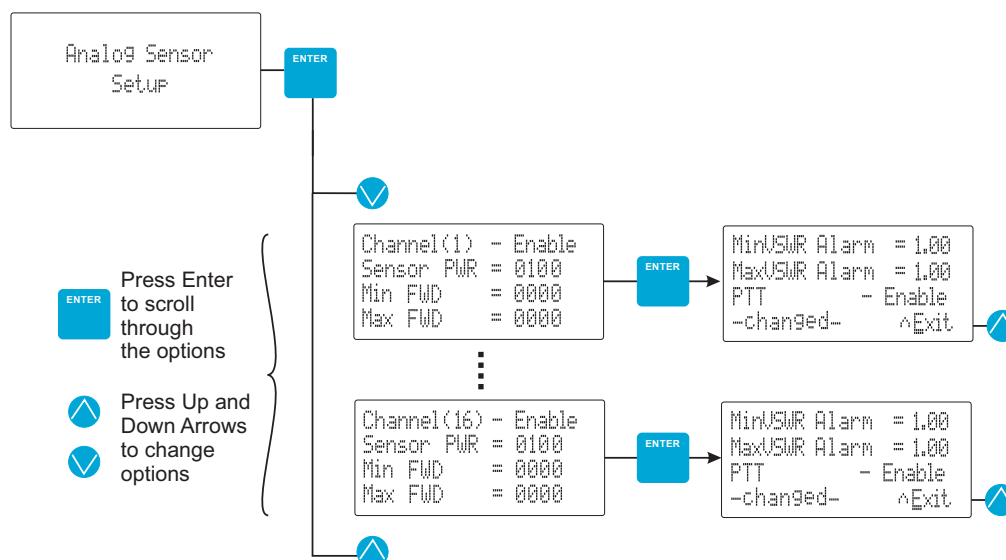 Analog Sensor
Setup
ENTER
Channel(1) - Enable
Sensor PWR = 0100
Min FWD = 0000
Max FWD = 0000
ENTER
MinVSWR Alarm = 1.00
MaxVSWR Alarm = 1.00
PTT - Enable
-changed- ^Exit
ENTER
Press Enter
to scroll
through
the options
Press Up and
Down Arrows
to change
options
Channel(16) - Enable
Sensor PWR = 0100
Min FWD = 0000
Max FWD = 0000
ENTER
MinVSWR Alarm = 1.00
MaxVSWR Alarm = 1.00
PTT - Enable
-changed- ^Exit